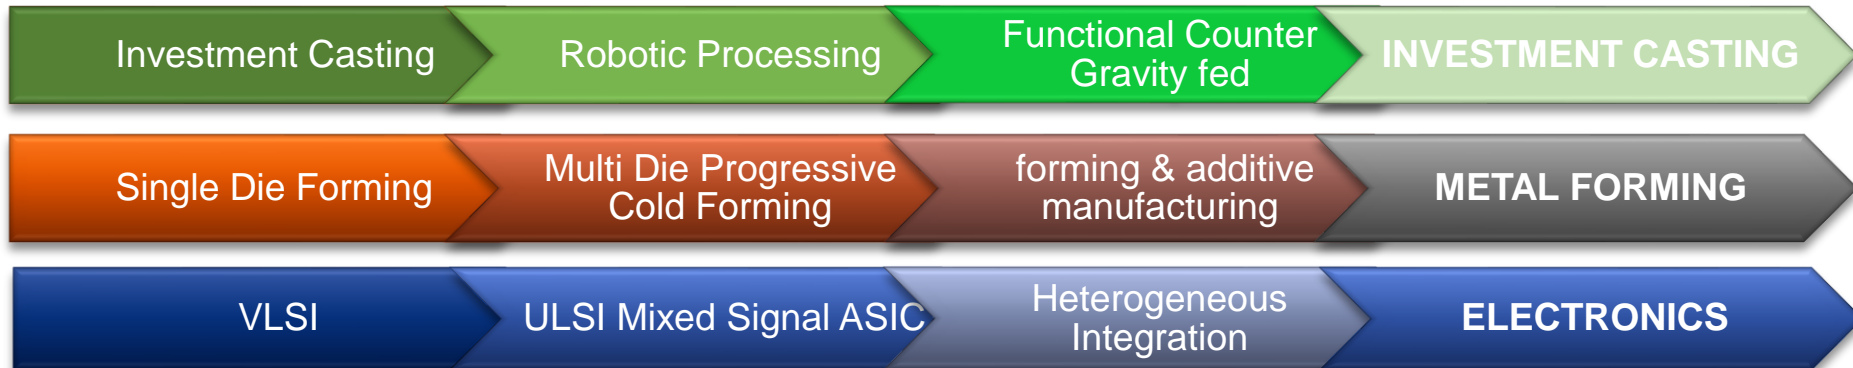 Investment Casting
Robotic Processing
Functional Counter
Gravity fed
INVESTMENT CASTING
Single Die Forming
Multi Die Progressive
Cold Forming
forming & additive
manufacturing
METAL FORMING
VLSI
ULSI Mixed Signal ASIC
Heterogeneous
Integration
ELECTRONICS